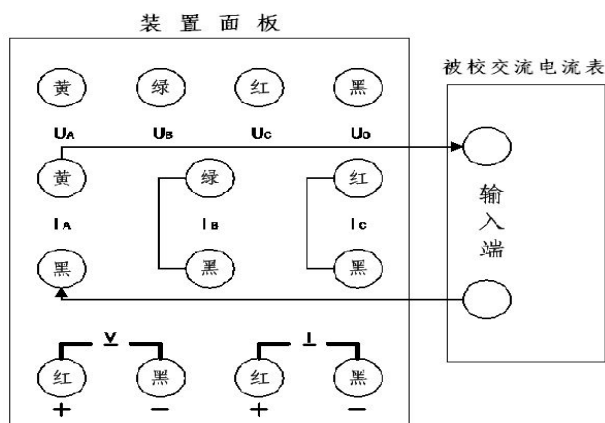 装置面板
被校交流电流表
黄 绿 红 黑
UA UB UC UO
黄 绿 红
IA IB IC
黑 黑 黑
输入端
V I
红 黑 红 黑
+ − + −